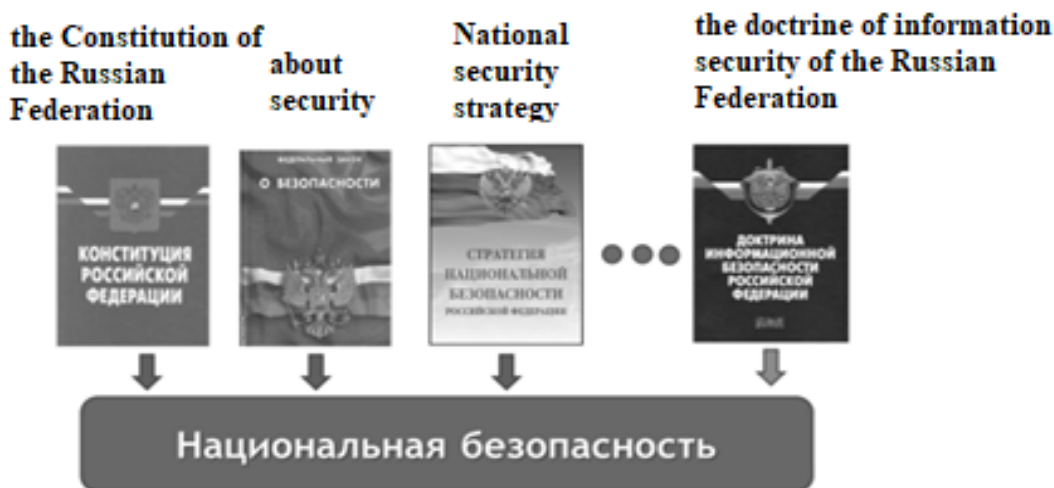 the Constitution of
the Russian
Federation
about
security
National
security
strategy
the doctrine of information
security of the Russian
Federation
КОНСТИТУЦИЯ
РОССИЙСКОЙ
ФЕДЕРАЦИИ
ФЕДЕРАЛЬНЫЙ ЗАКОН
О БЕЗОПАСНОСТИ
СТРАТЕГИЯ
НАЦИОНАЛЬНОЙ
БЕЗОПАСНОСТИ
РОССИЙСКОЙ ФЕДЕРАЦИИ
ДОКТРИНА
ИНФОРМАЦИОННОЙ
БЕЗОПАСНОСТИ
РОССИЙСКОЙ
ФЕДЕРАЦИИ
Национальная безопасность